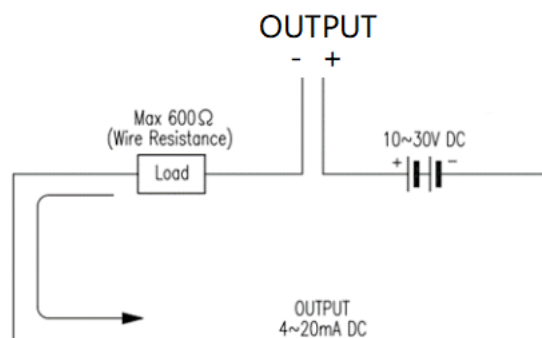 OUTPUT
- +
Max 600Ω
(Wire Resistance)
Load
10~30V DC
+ -
OUTPUT
4~20mA DC